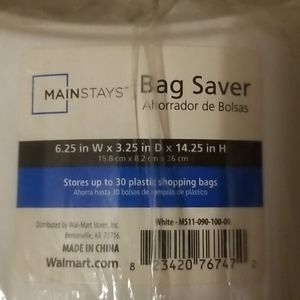 MAINSTAYS
Bag Saver
Ahorrador de Bolsas
6.25 in W x 3.25 in D x 14.25 in H
15.8 cm x 8.2 cm x 36 cm
Stores up to 30 plastic shopping bags
Ahorra hasta 30 bolsas de compras de plástico
Distributed by Wal-Mart Stores, Inc.
Bentonville, AR 72716
MADE IN CHINA
Walmart.com
White - MS11-090-100-00
8 23420 76747 2